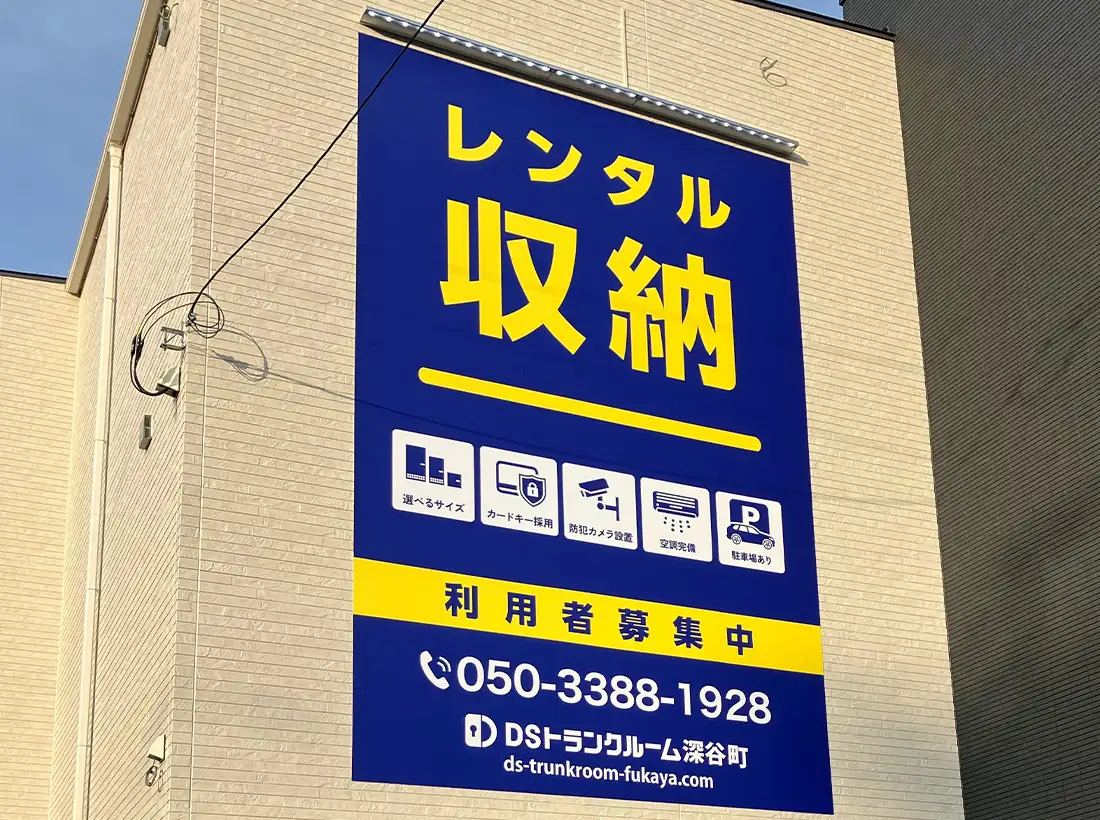 レンタル
収納
選べるサイズ
カードキー採用
防犯カメラ設置
空調完備
P
駐車場あり
利用者募集中
050-3388-1928
DSトランクルーム深谷町
ds-trunkroom-fukaya.com